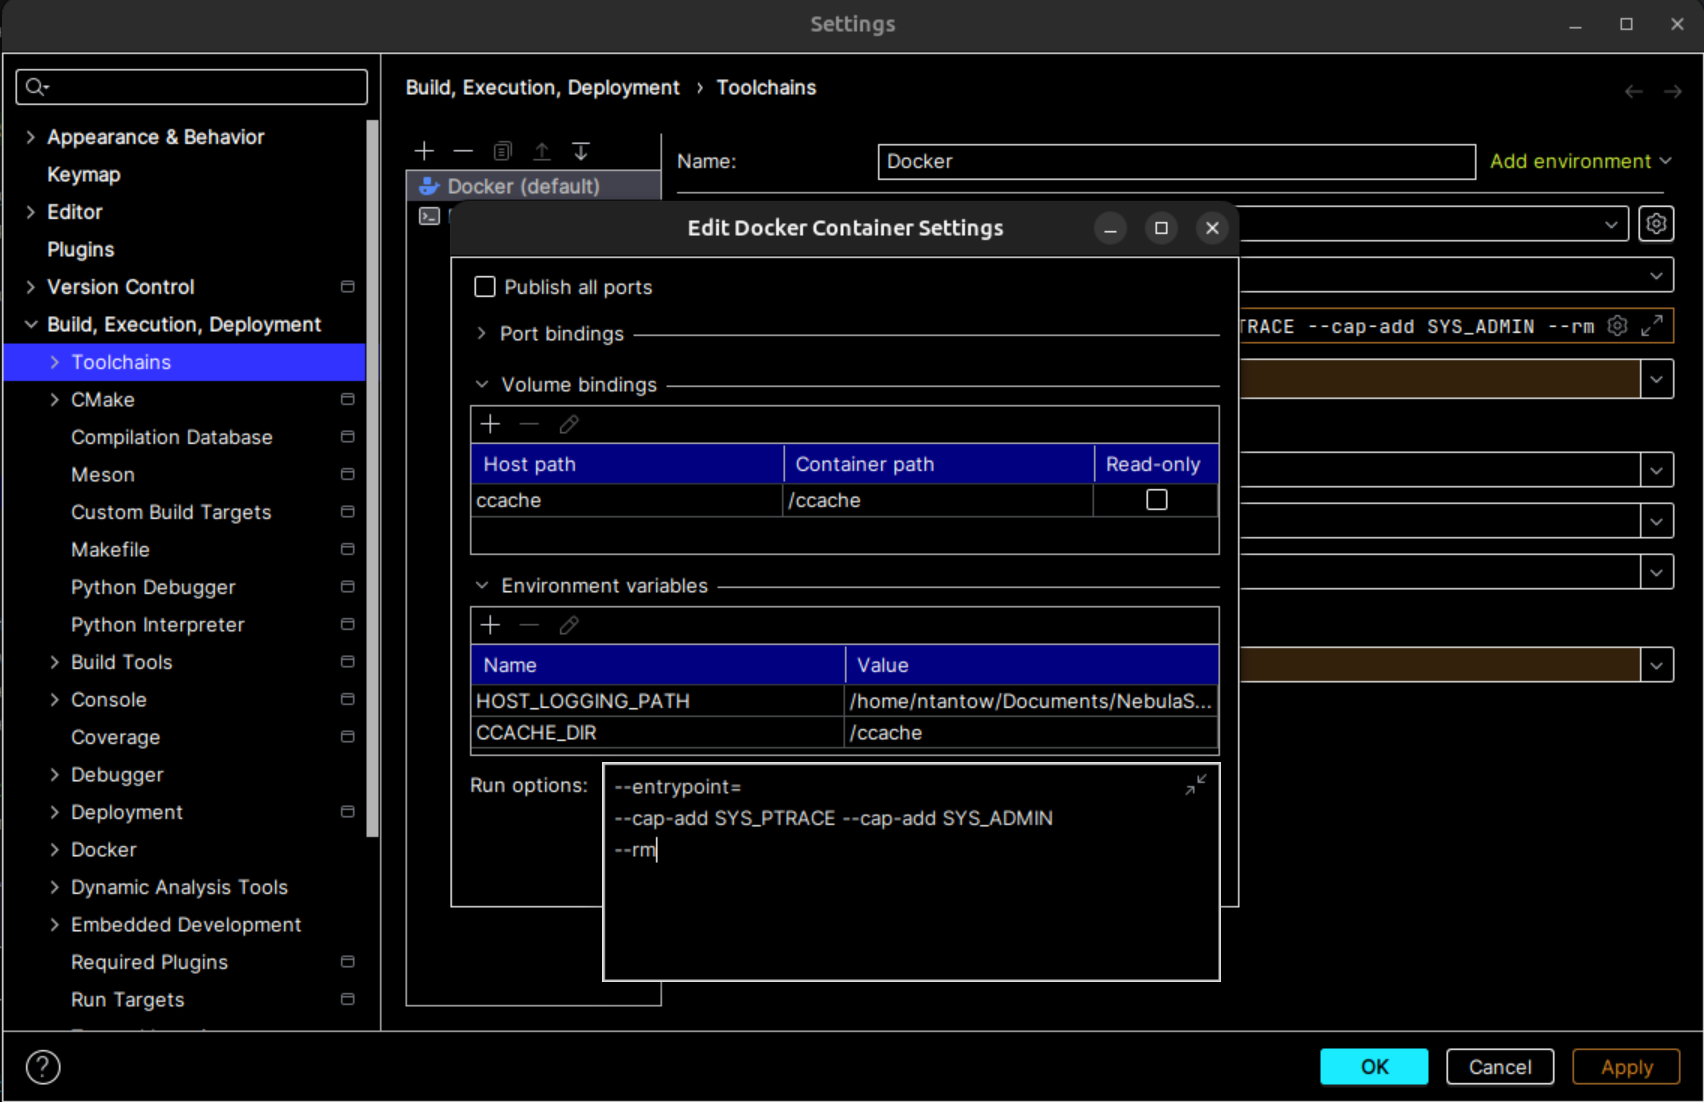 Settings
Build, Execution, Deployment › Toolchains
Appearance & Behavior
Keymap
Editor
Plugins
Version Control
Build, Execution, Deployment
Toolchains
CMake
Compilation Database
Meson
Custom Build Targets
Makefile
Python Debugger
Python Interpreter
Build Tools
Console
Coverage
Debugger
Deployment
Docker
Dynamic Analysis Tools
Embedded Development
Required Plugins
Run Targets
Docker (default)
Name: Docker Add environment
TRACE --cap-add SYS_ADMIN --rm
Edit Docker Container Settings
Publish all ports
Port bindings
Volume bindings
Host path Container path Read-only
ccache /ccache
Environment variables
Name Value
HOST_LOGGING_PATH /home/ntantow/Documents/NebulaS...
CCACHE_DIR /ccache
Run options: --entrypoint=
--cap-add SYS_PTRACE --cap-add SYS_ADMIN
--rm
? OK Cancel Apply